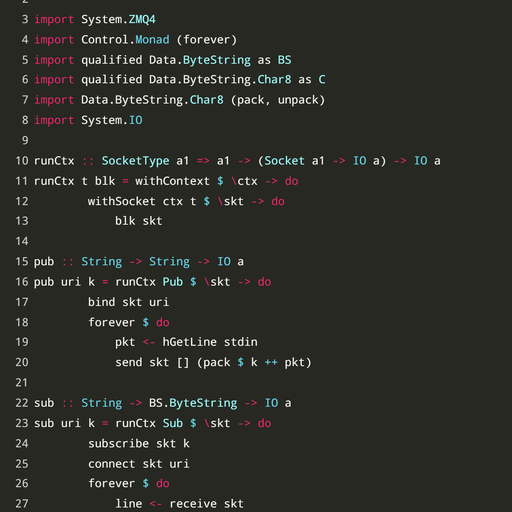 2
3 import System.ZMQ4
4 import Control.Monad (forever)
5 import qualified Data.ByteString as BS
6 import qualified Data.ByteString.Char8 as C
7 import Data.ByteString.Char8 (pack, unpack)
8 import System.IO
9
10 runCtx :: SocketType a1 => a1 -> (Socket a1 -> IO a) -> IO a
11 runCtx t blk = withContext $ \ctx -> do
12         withSocket ctx t $ \skt -> do
13             blk skt
14
15 pub :: String -> String -> IO a
16 pub uri k = runCtx Pub $ \skt -> do
17         bind skt uri
18         forever $ do
19             pkt <- hGetLine stdin
20             send skt [] (pack $ k ++ pkt)
21
22 sub :: String -> BS.ByteString -> IO a
23 sub uri k = runCtx Sub $ \skt -> do
24         subscribe skt k
25         connect skt uri
26         forever $ do
27             line <- receive skt